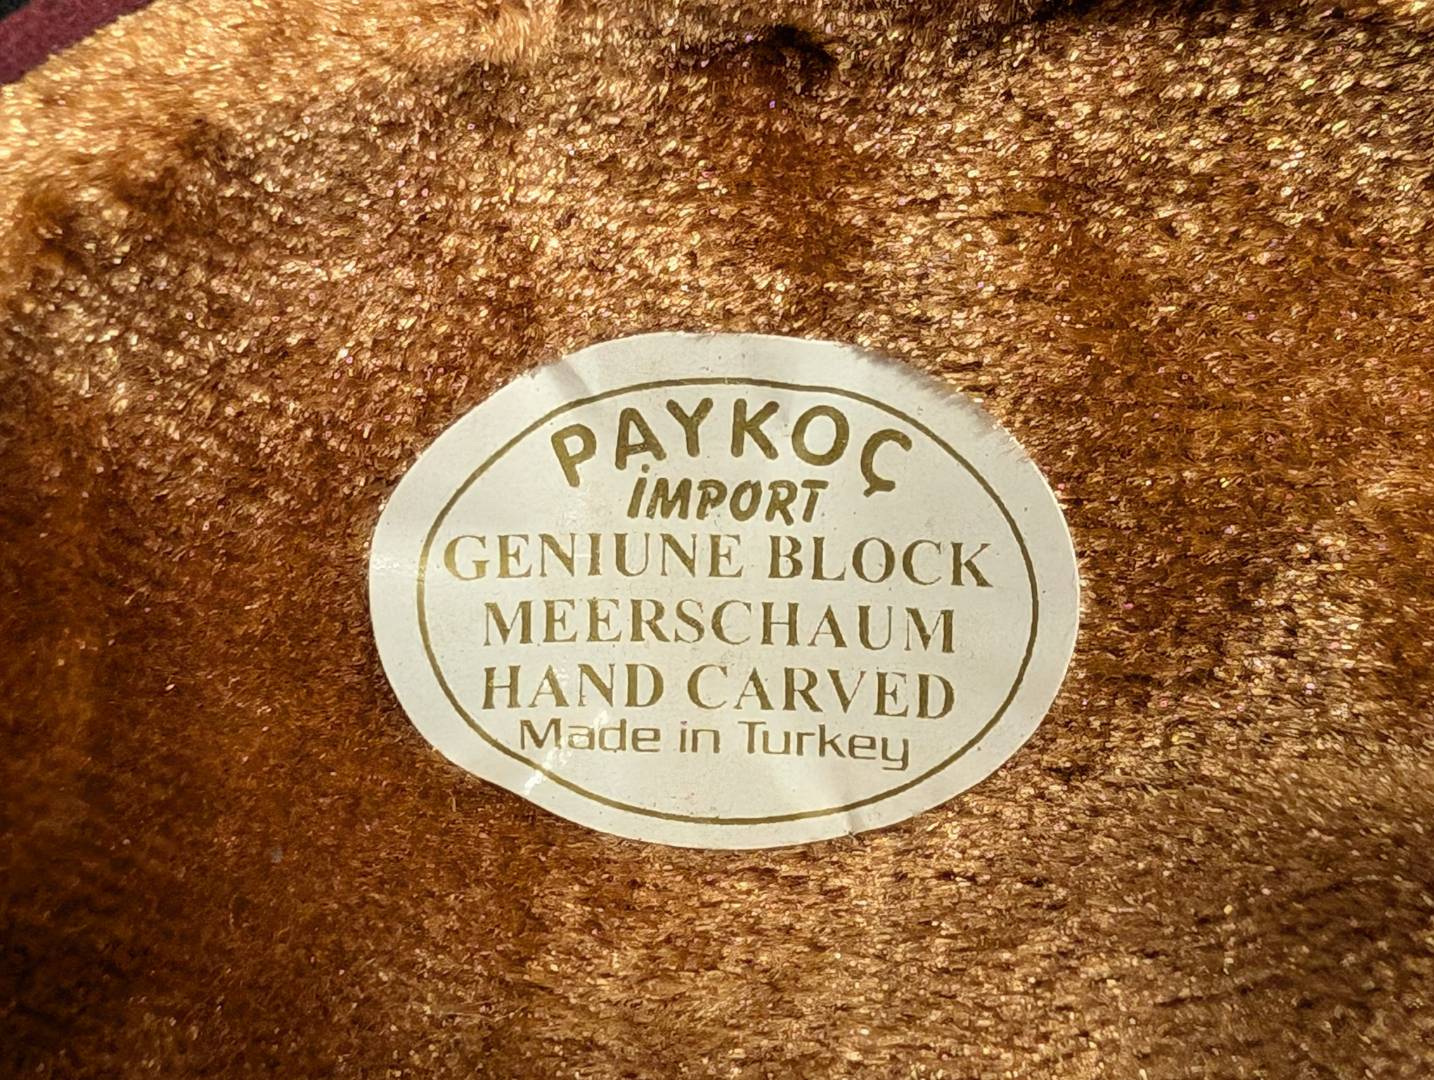 PAYKOÇ
İMPORT
GENIUNE BLOCK
MEERSCHAUM
HAND CARVED
Made in Turkey